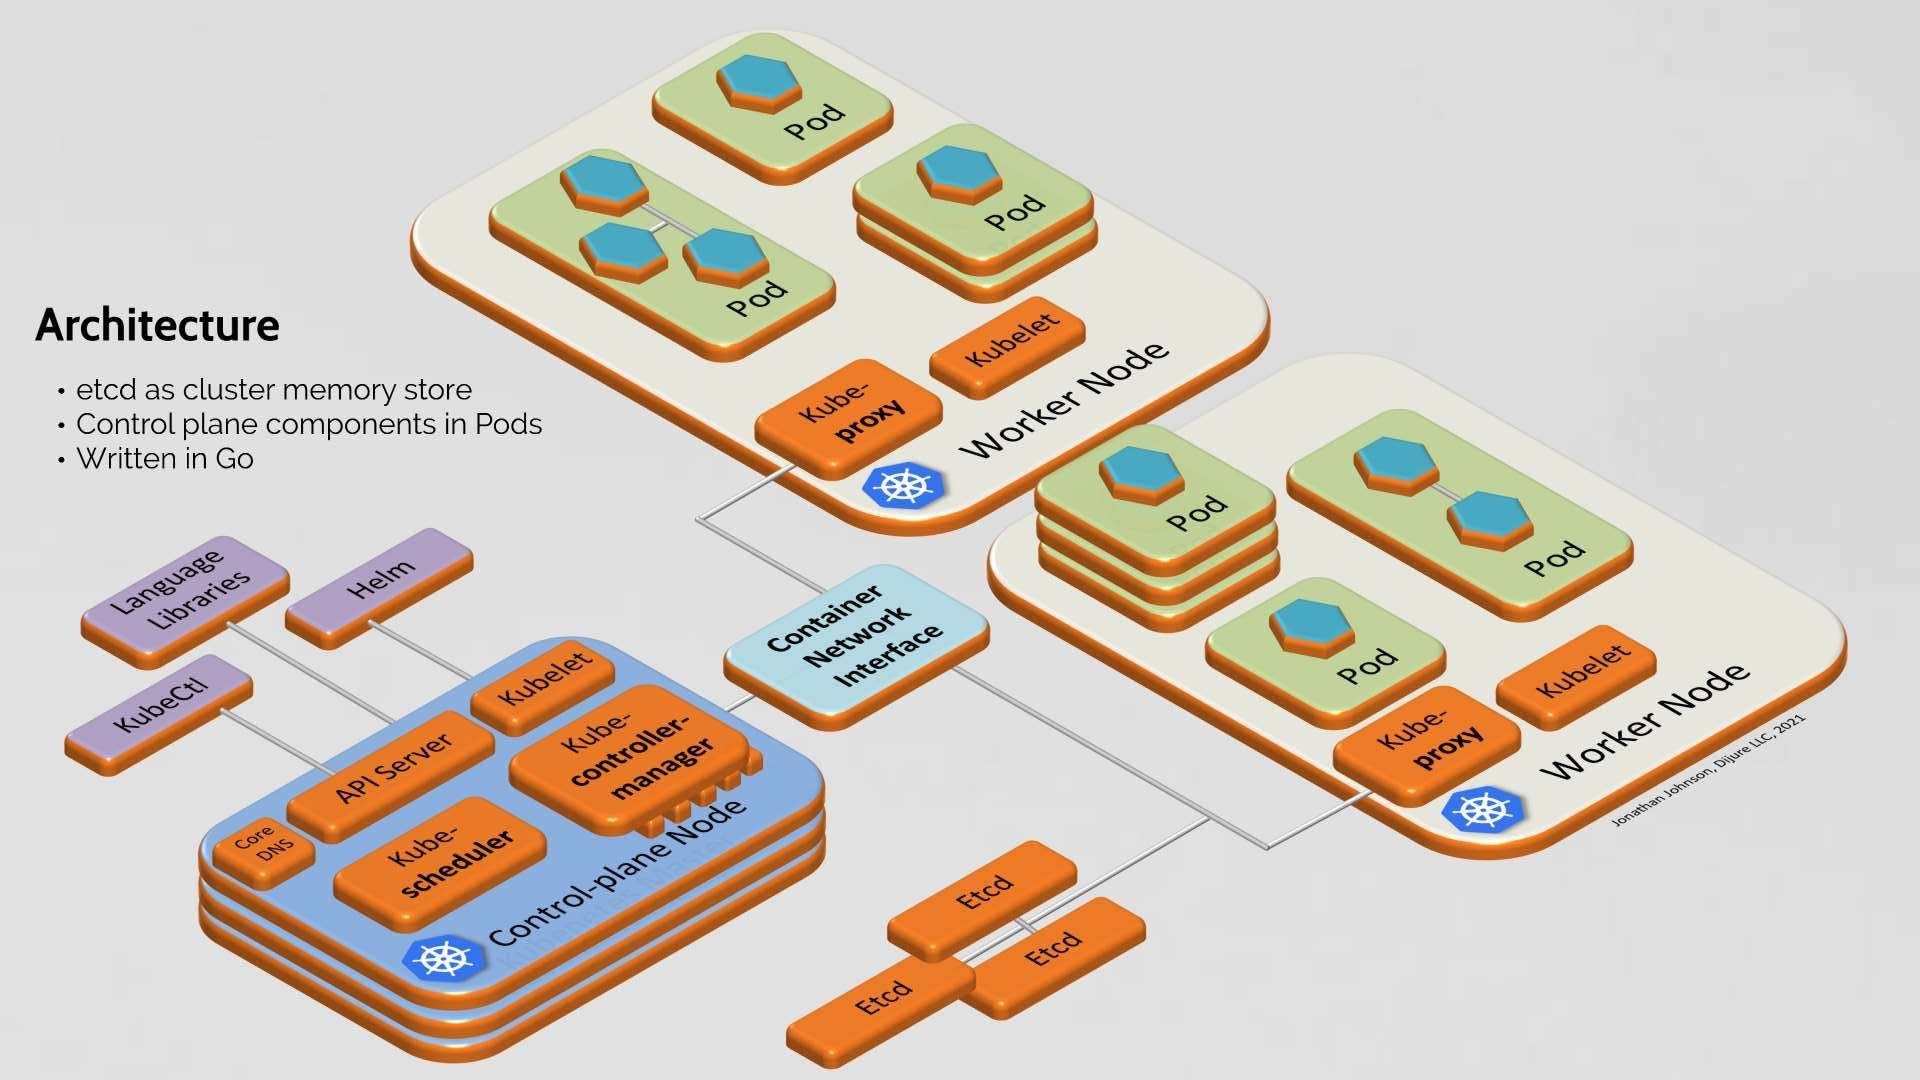 Pod
Pod
Pod
Kubelet
Kube-
proxy
Worker Node
Architecture
• etcd as cluster memory store
• Control plane components in Pods
• Written in Go
Pod
Pod
Pod
Kubelet
Kube-
proxy
Worker Node
Jonathan Johnson, Dijure LLC, 2021
Language
Libraries
Helm
KubeCtl
Container
Network
Interface
Kubelet
API Server
Kube-
controller-
manager
Core
DNS
Kube-
scheduler
Control-plane Node
Kubernetes Master
Etcd
Etcd
Etcd